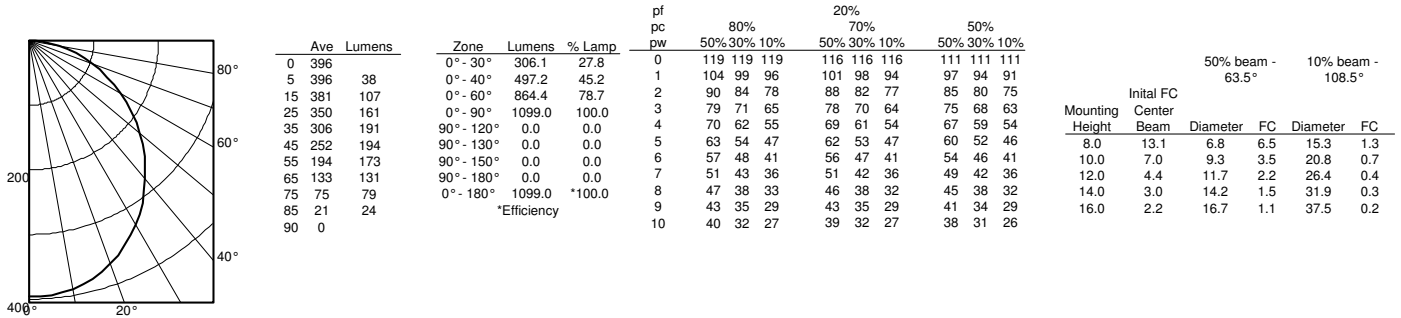 80°
60°
40°
200
400
0°
20°
Ave Lumens
0 396
5 396 38
15 381 107
25 350 161
35 306 191
45 252 194
55 194 173
65 133 131
75 75 79
85 21 24
90 0
Zone Lumens % Lamp
0° - 30° 306.1 27.8
0° - 40° 497.2 45.2
0° - 60° 864.4 78.7
0° - 90° 1099.0 100.0
90° - 120° 0.0 0.0
90° - 130° 0.0 0.0
90° - 150° 0.0 0.0
90° - 180° 0.0 0.0
0° - 180° 1099.0 *100.0
*Efficiency
pf 20%
pc 80% 70% 50%
pw 50% 30% 10% 50% 30% 10% 50% 30% 10%
0 119 119 119 116 116 116 111 111 111
1 104 99 96 101 98 94 97 94 91
2 90 84 78 88 82 77 85 80 75
3 79 71 65 78 70 64 75 68 63
4 70 62 55 69 61 54 67 59 54
5 63 54 47 62 53 47 60 52 46
6 57 48 41 56 47 41 54 46 41
7 51 43 36 51 42 36 49 42 36
8 47 38 33 46 38 32 45 38 32
9 43 35 29 43 35 29 41 34 29
10 40 32 27 39 32 27 38 31 26
50% beam - 10% beam -
63.5° 108.5°
Inital FC
Mounting Center
Height Beam Diameter FC Diameter FC
8.0 13.1 6.8 6.5 15.3 1.3
10.0 7.0 9.3 3.5 20.8 0.7
12.0 4.4 11.7 2.2 26.4 0.4
14.0 3.0 14.2 1.5 31.9 0.3
16.0 2.2 16.7 1.1 37.5 0.2